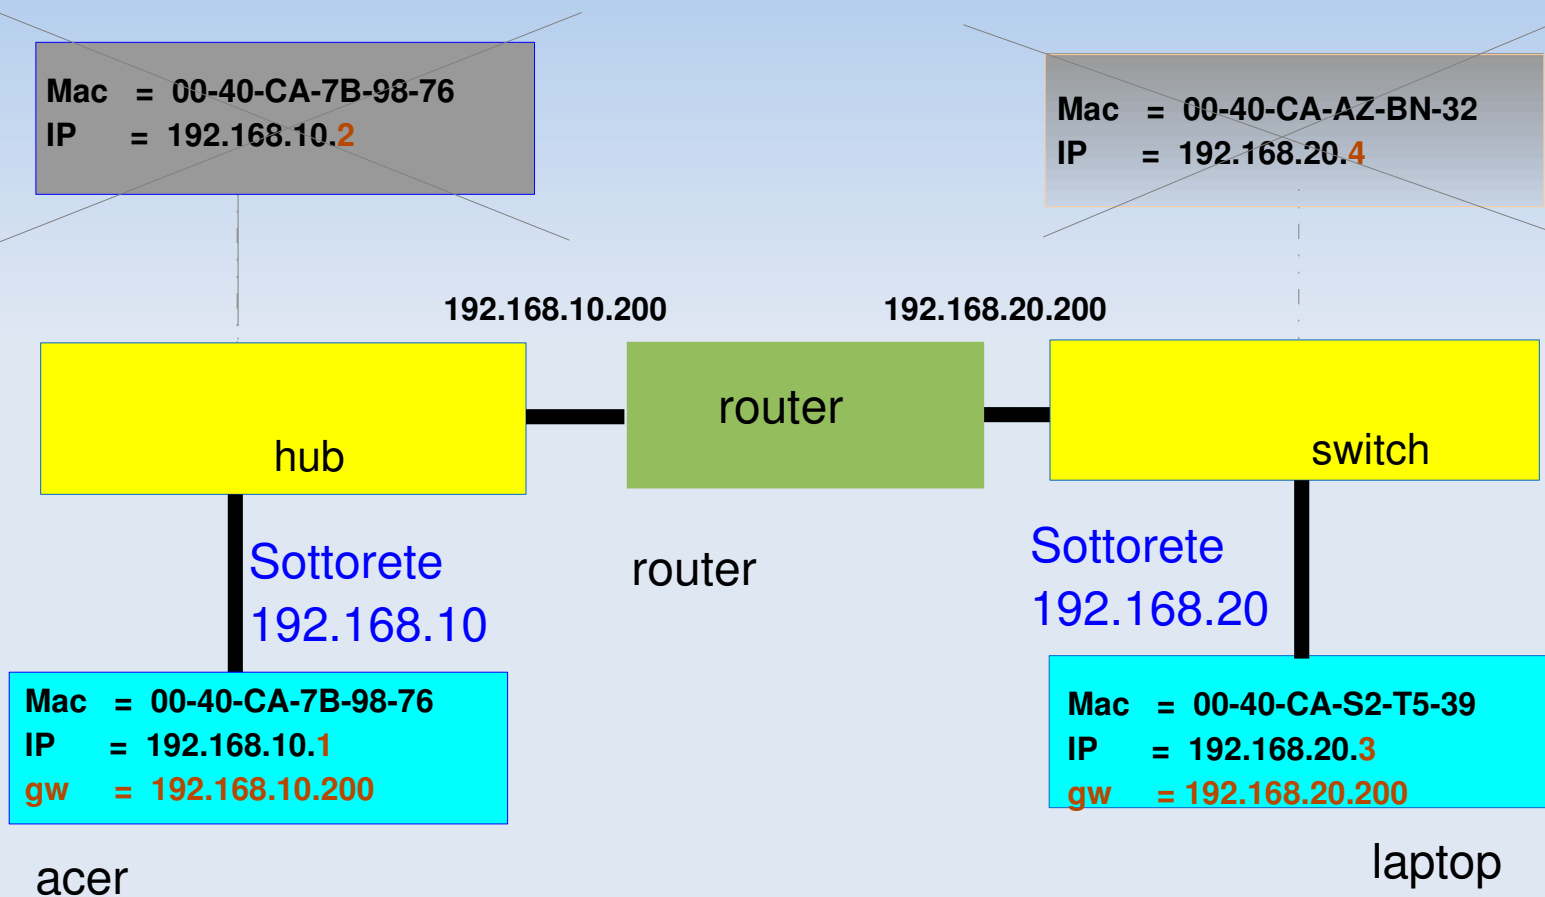 Mac = 00-40-CA-7B-98-76
IP = 192.168.10.2
Mac = 00-40-CA-AZ-BN-32
IP = 192.168.20.4
192.168.10.200
192.168.20.200
hub
router
switch
Sottorete
192.168.10
router
Sottorete
192.168.20
Mac = 00-40-CA-7B-98-76
IP = 192.168.10.1
gw = 192.168.10.200
Mac = 00-40-CA-S2-T5-39
IP = 192.168.20.3
gw = 192.168.20.200
acer
laptop